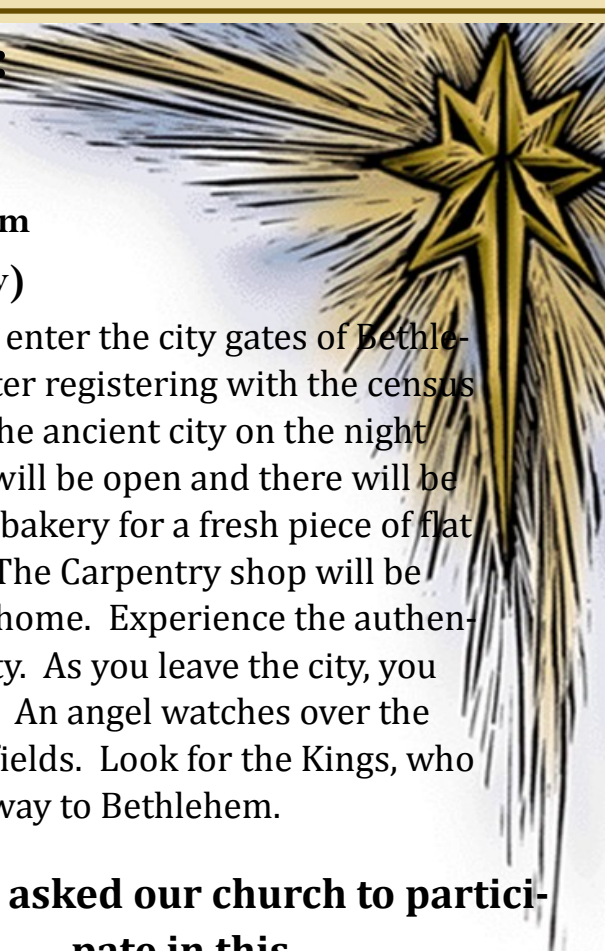 :
m
y)
enter the city gates of Bethle-
ter registering with the census
he ancient city on the night
will be open and there will be
bakery for a fresh piece of flat
The Carpentry shop will be
home. Experience the authen-
ty. As you leave the city, you
An angel watches over the
fields. Look for the Kings, who
way to Bethlehem.
asked our church to partici-
pate in this